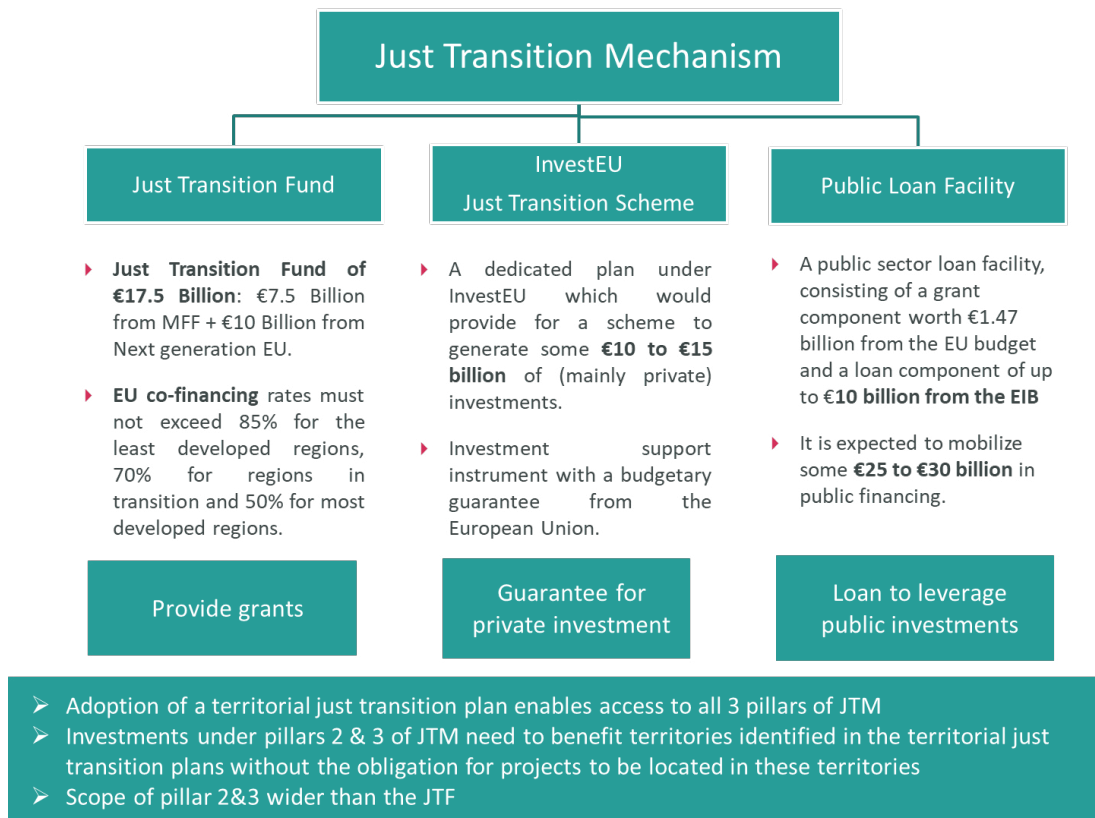 Just Transition Mechanism
Just Transition Fund
Just Transition Fund of
€17.5 Billion: €7.5 Billion
from MFF + €10 Billion from
Next generation EU.
EU co-financing rates must
not exceed 85% for the
least developed regions,
70% for regions in
transition and 50% for most
developed regions.
Provide grants
InvestEU
Just Transition Scheme
A dedicated plan under
InvestEU which would
provide for a scheme to
generate some €10 to €15
billion of (mainly private)
investments.
Investment support
instrument with a budgetary
guarantee from the
European Union.
Guarantee for
private investment
Public Loan Facility
A public sector loan facility,
consisting of a grant
component worth €1.47
billion from the EU budget
and a loan component of up
to €10 billion from the EIB
It is expected to mobilize
some €25 to €30 billion in
public financing.
Loan to leverage
public investments
Adoption of a territorial just transition plan enables access to all 3 pillars of JTM
Investments under pillars 2 & 3 of JTM need to benefit territories identified in the territorial just
transition plans without the obligation for projects to be located in these territories
Scope of pillar 2&3 wider than the JTF